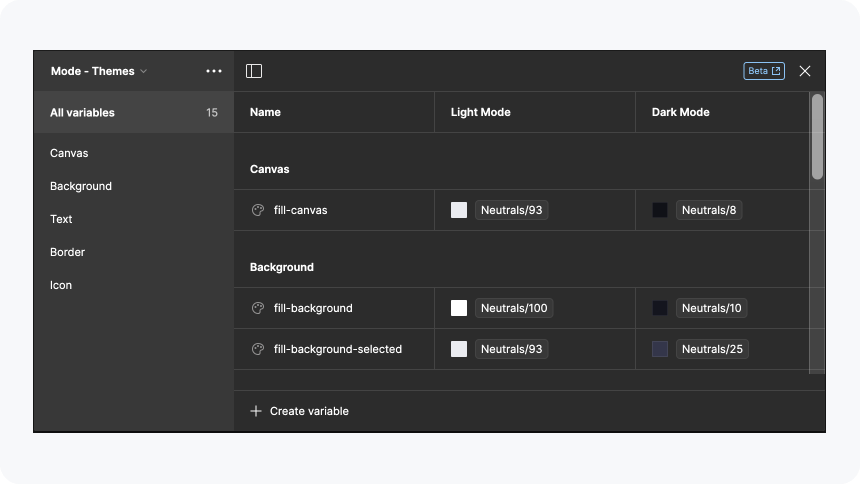 Mode - Themes
Beta
All variables 15
Name Light Mode Dark Mode
Canvas
Background
Text
Border
Icon
Canvas
fill-canvas Neutrals/93 Neutrals/8
Background
fill-background Neutrals/100 Neutrals/10
fill-background-selected Neutrals/93 Neutrals/25
Create variable